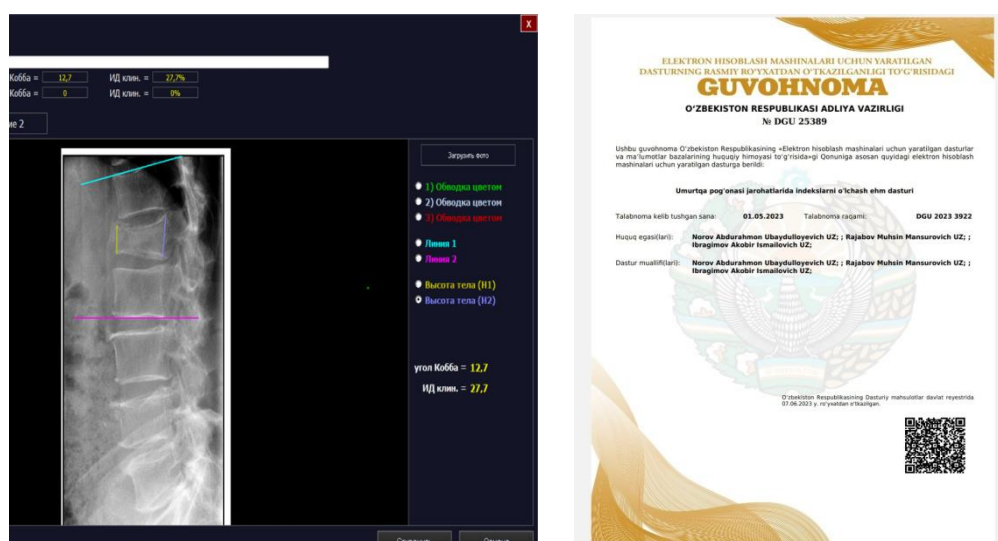 X
Кобба = 12,7 ИД клин. = 27,7%
Кобба = 0 ИД клин. = 0%
ие 2
Загрузить фото
1) Обводка цветом
2) Обводка цветом
3) Обводка цветом
Линия 1
Линия 2
Высота тела (H1)
Высота тела (H2)
угол Кобба = 12,7
ИД клин. = 27,7
ELEKTRON HISOBLASH MASHINALARI UCHUN YARATILGAN
DASTURNING RASMIY RO'YXATDAN O'TKAZILGANLIGI TO'G'RISIDAGI
GUVOHNOMA
O'ZBEKISTON RESPUBLIKASI ADLIYA VAZIRLIGI
№ DGU 25389
Ushbu guvohnoma O'zbekiston Respublikasining «Elektron hisoblash mashinalari uchun yaratilgan dasturlar
va ma'lumotlar bazalarining huquqiy himoyasi to'g'risida»gi Qonuniga asosan quyidagi elektron hisoblash
mashinalari uchun yaratilgan dasturga berildi:
Umurtqa pog'onasi jarohatlarida indekslarni o'lchash ehm dasturi
Talabnoma kelib tushgan sana: 01.05.2023 Talabnoma raqami: DGU 2023 3922
Huquq egasi(lari): Norov Abdurahmon Ubaydulloyevich UZ; ; Rajabov Muhsin Mansurovich UZ; ;
Ibragimov Akobir Ismailovich UZ;
Dastur muallifi(lari): Norov Abdurahmon Ubaydulloyevich UZ; ; Rajabov Muhsin Mansurovich UZ; ;
Ibragimov Akobir Ismailovich UZ;
O'zbekiston Respublikasining Dasturiy mahsulotlar davlat reyestrida
07.06.2023 y. ro'yxatdan o'tkazilgan.